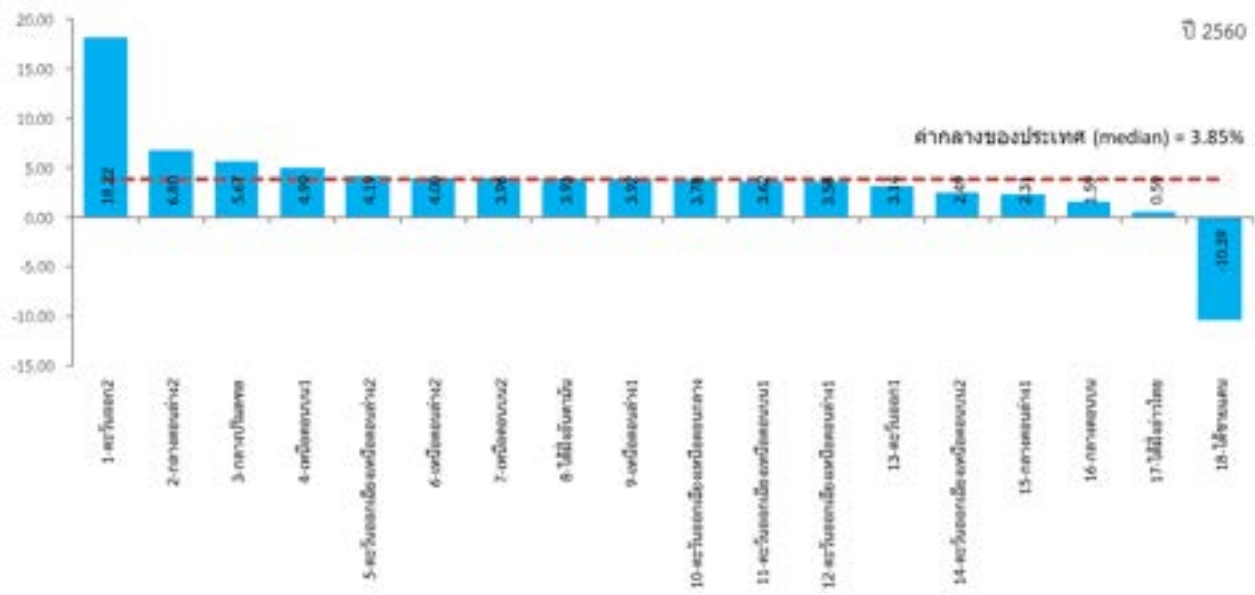 ปี 2560
20.00
15.00
10.00
5.00
0.00
-5.00
-10.00
-15.00
ค่ากลางของประเทศ (median) = 3.85%
18.22
6.80
5.67
4.99
4.19
4.00
3.96
3.93
3.92
3.78
3.62
3.58
3.14
2.49
2.31
1.59
0.59
-10.39
1-ตะวันออก2
2-กลางตอนล่าง2
3-กลางปริมณฑล
4-เหนือตอนบน1
5-ตะวันออกเฉียงเหนือตอนล่าง2
6-เหนือตอนล่าง2
7-เหนือตอนบน2
8-ใต้ฝั่งอันดามัน
9-เหนือตอนล่าง1
10-ตะวันออกเฉียงเหนือตอนกลาง
11-ตะวันออกเฉียงเหนือตอนบน1
12-ตะวันออกเฉียงเหนือตอนล่าง1
13-ตะวันออก1
14-ตะวันออกเฉียงเหนือตอนบน2
15-กลางตอนล่าง1
16-กลางตอนบน
17-ใต้ฝั่งอ่าวไทย
18-ใต้ชายแดน